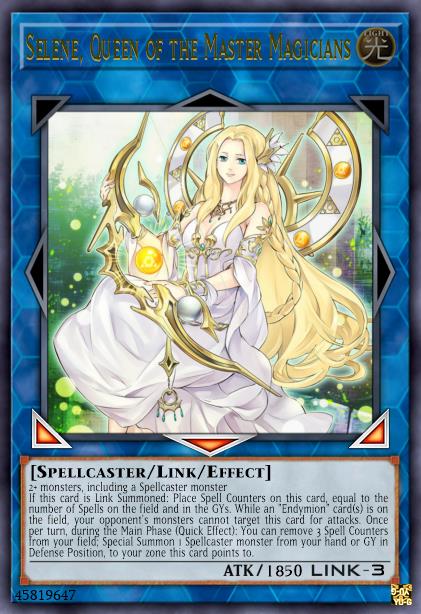 Selene, Queen of the Master Magicians
LIGHT
光
[Spellcaster/Link/Effect]
2+ monsters, including a Spellcaster monster
If this card is Link Summoned: Place Spell Counters on this card, equal to the
number of Spells on the field and in the GYs. While an "Endymion" card(s) is on
the field, your opponent's monsters cannot target this card for attacks. Once
per turn, during the Main Phase (Quick Effect): You can remove 3 Spell Counters
from your field; Special Summon 1 Spellcaster monster from your hand or GY in
Defense Position, to your zone this card points to.
ATK/1850 LINK-3
45819647